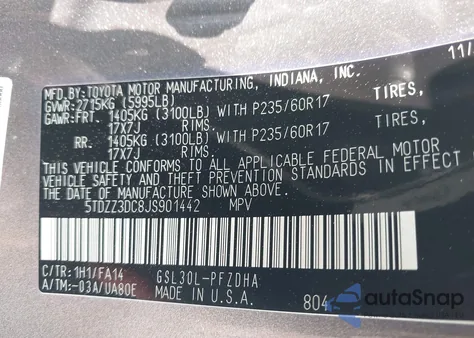 MFD.BY:TOYOTA MOTOR MANUFACTURING, INDIANA, INC. 11/
GVWR:2715KG (5995LB)
GAWR:FRT. 1405KG (3100LB) WITH P235/60R17 TIRES,
17X7J RIMS.
RR. 1405KG (3100LB) WITH P235/60R17 TIRES,
17X7J RIMS.
THIS VEHICLE CONFORMS TO ALL APPLICABLE FEDERAL MOTOR
VEHICLE SAFETY AND THEFT PREVENTION STANDARDS IN EFFECT
THE DATE OF MANUFACTURE SHOWN ABOVE.
5TDZZ3DC8JS901442 MPV
C/TR:1H1/FA14 GSL30L-PFZDHA
A/TM:-03A/UA80E MADE IN U.S.A. 804
autoSnap